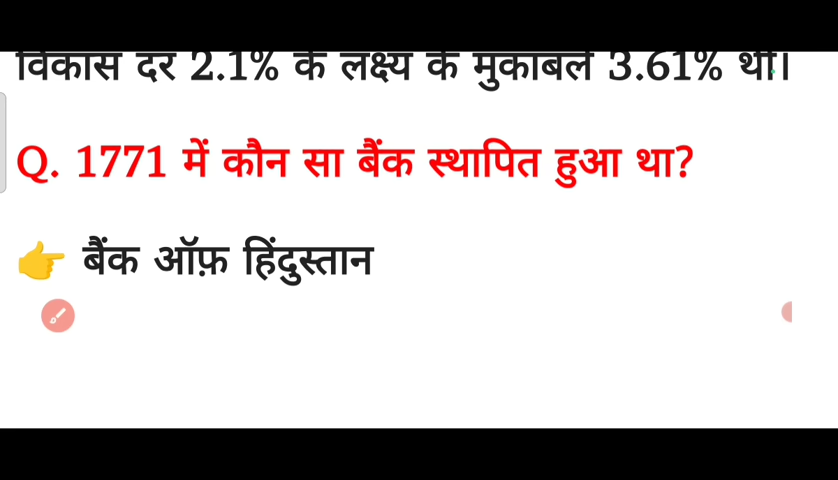 विकास दर 2.1% के लक्ष्य के मुकाबले 3.61% थी।
Q. 1771 में कौन सा बैंक स्थापित हुआ था?
👉 बैंक ऑफ़ हिंदुस्तान